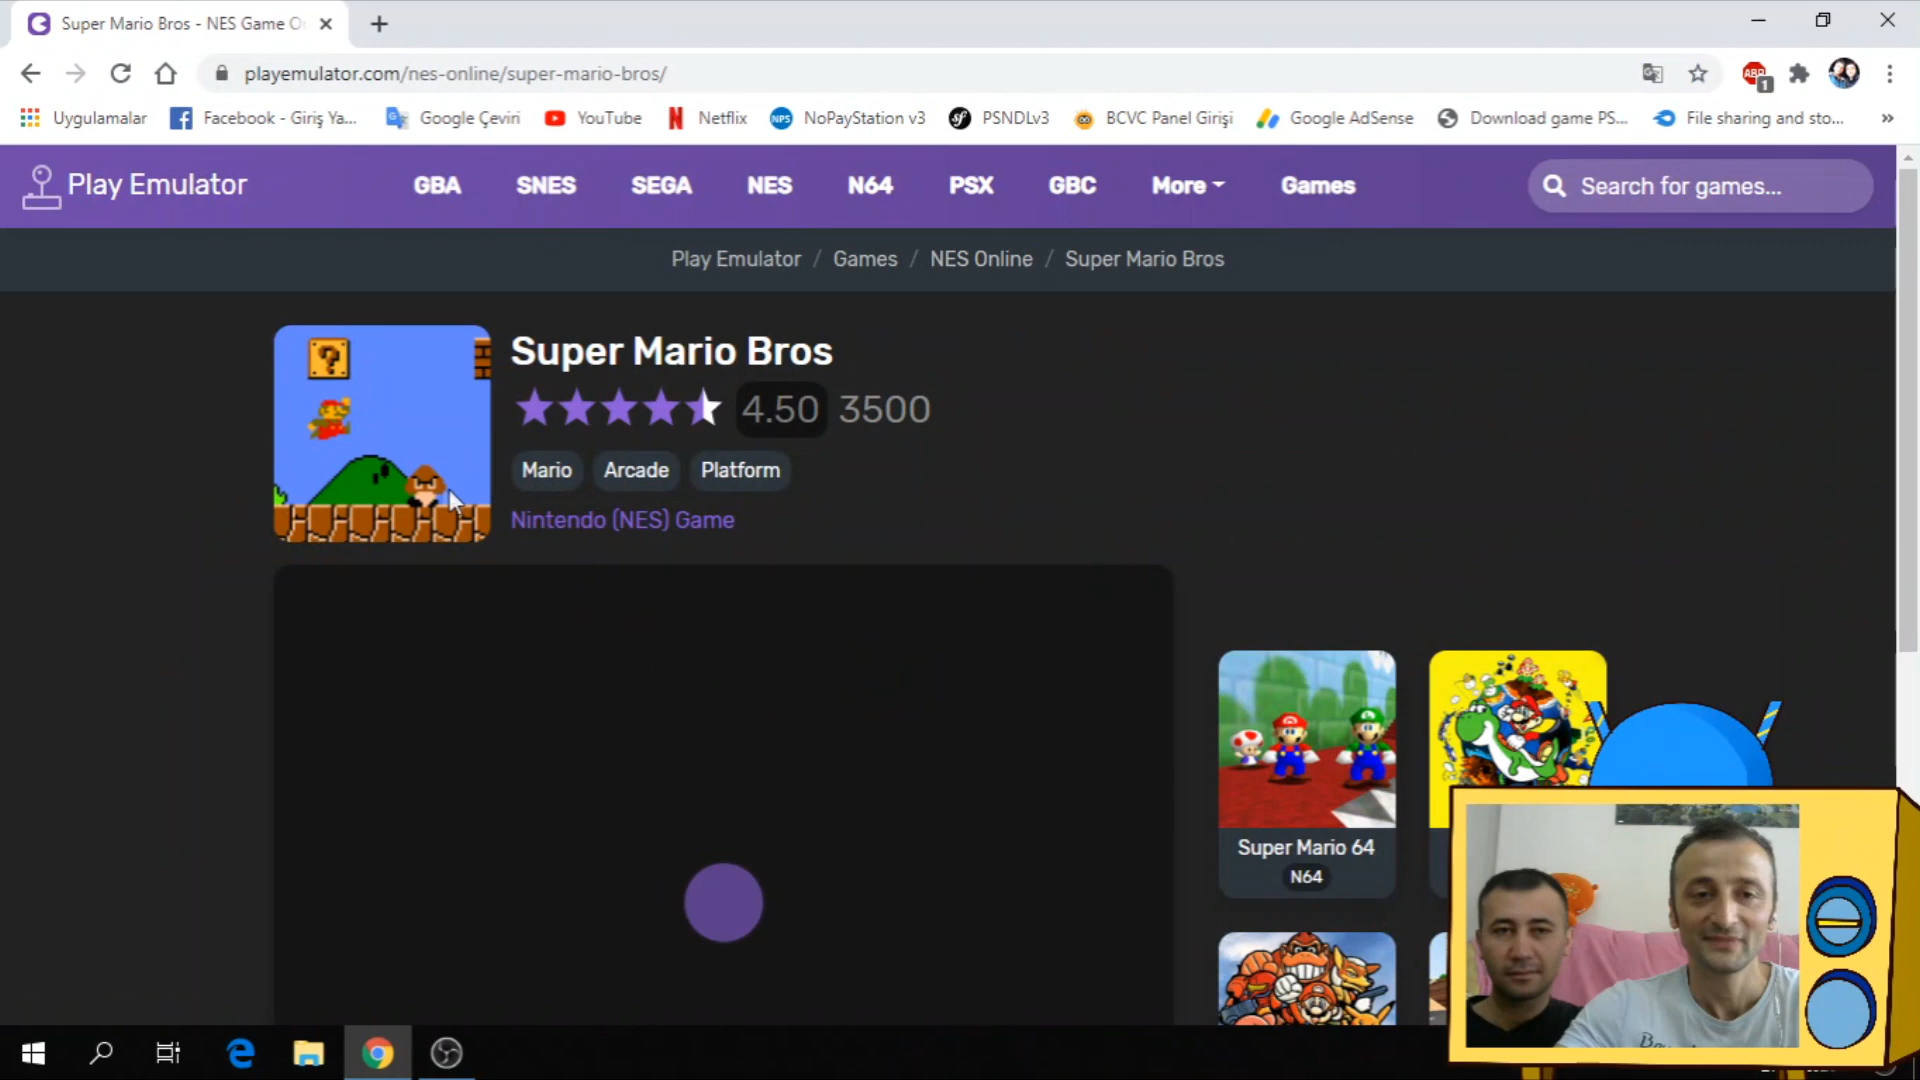 Super Mario Bros - NES Game O
playemulator.com/nes-online/super-mario-bros/
ABP
1
Uygulamalar
Facebook - Giriş Ya...
Google Çeviri
YouTube
Netflix
NPS
NoPayStation v3
PSNDLv3
BCVC Panel Girişi
Google AdSense
Download game PS...
File sharing and sto...
»
Play Emulator
GBA
SNES
SEGA
NES
N64
PSX
GBC
More
Games
Search for games...
Play Emulator / Games / NES Online / Super Mario Bros
?
Super Mario Bros
4.50 3500
Mario
Arcade
Platform
Nintendo (NES) Game
Super Mario 64
N64